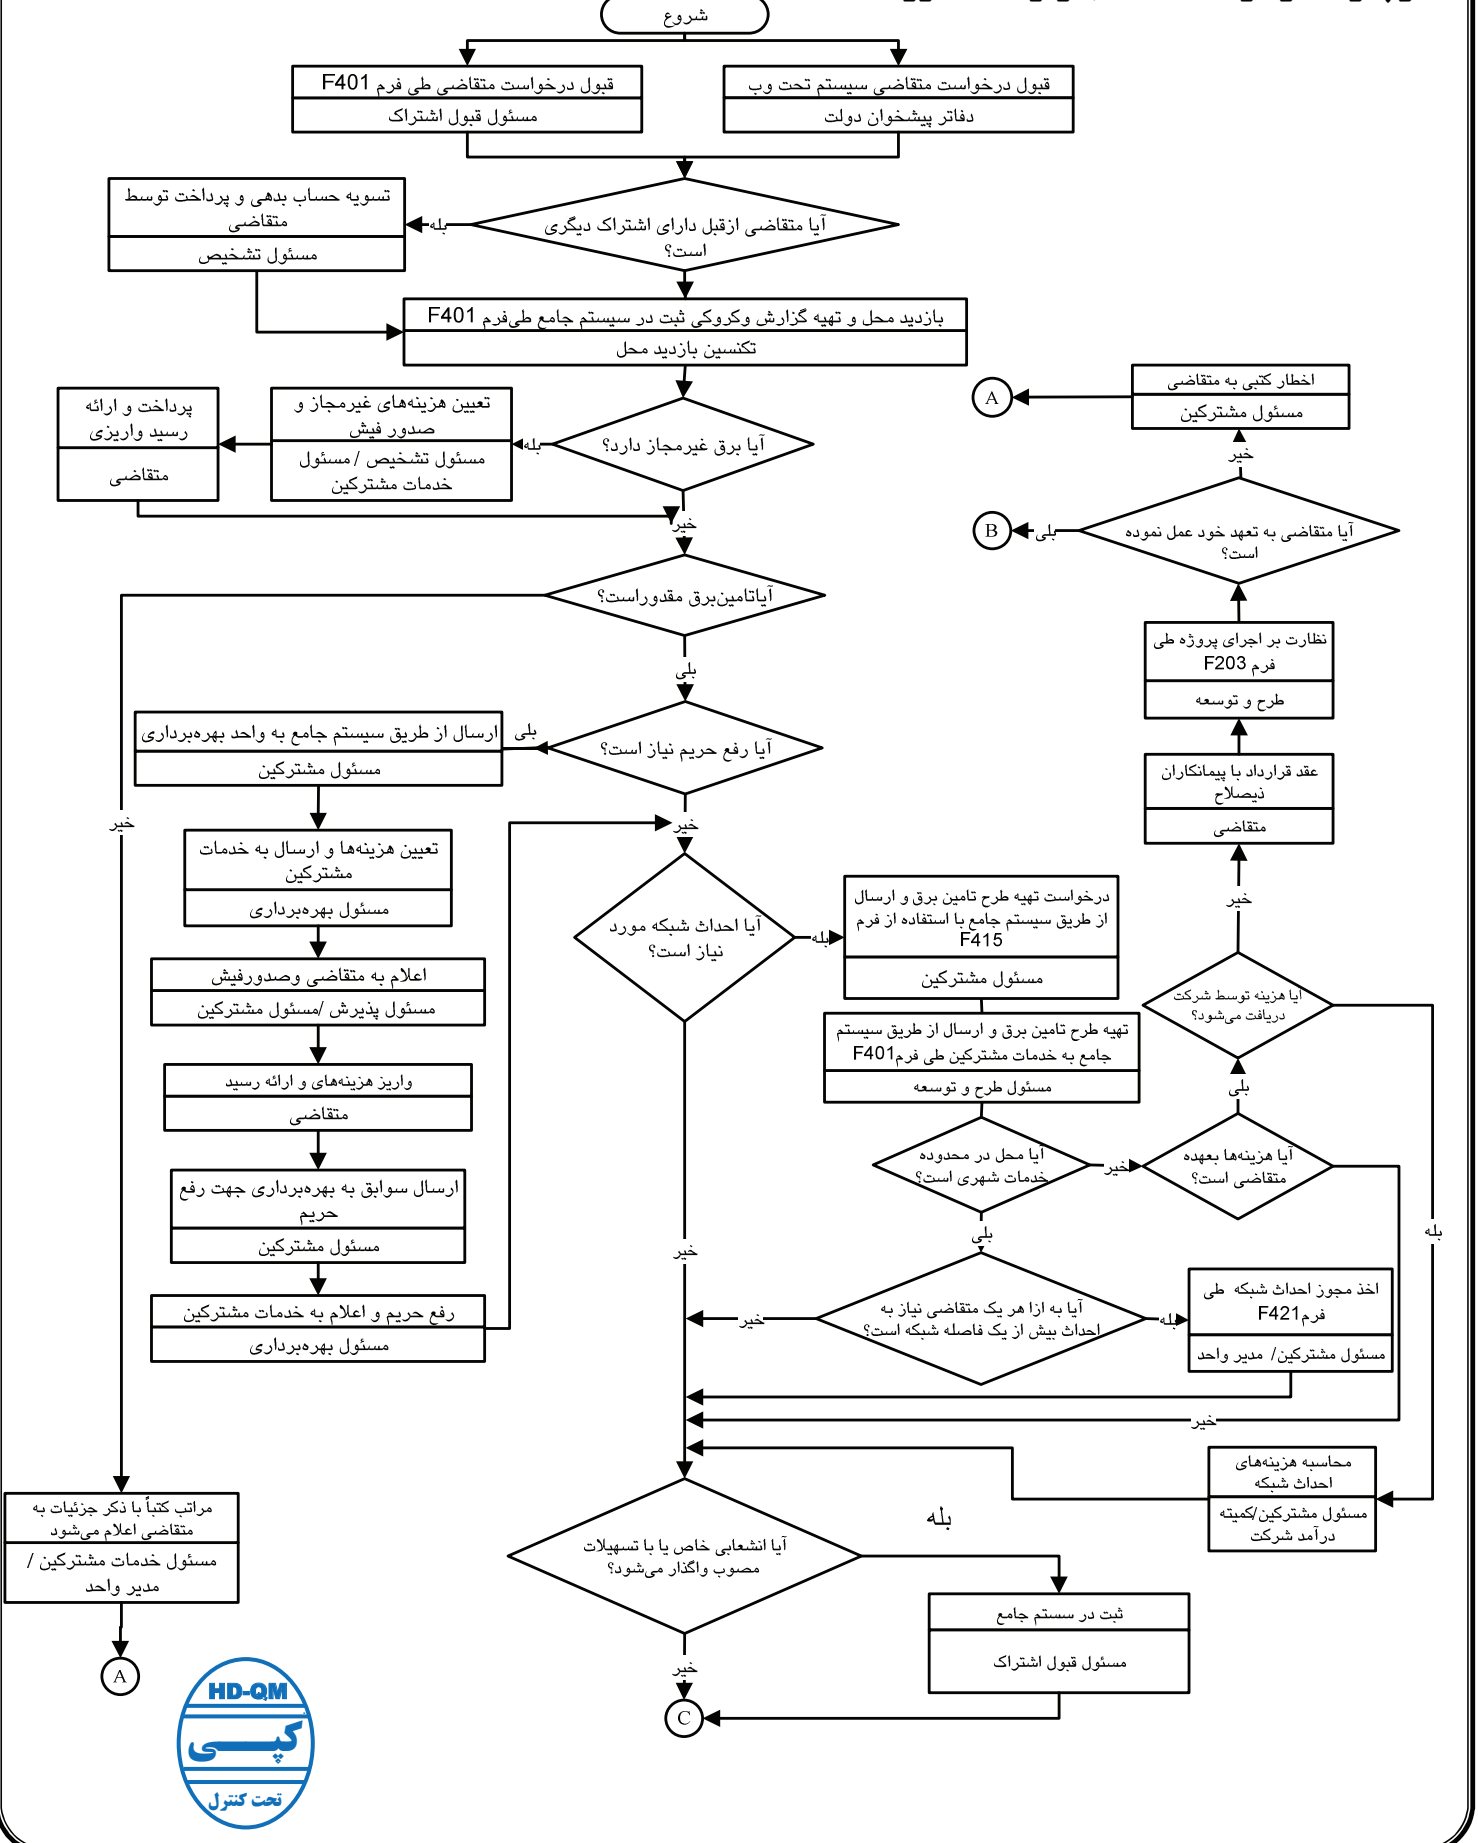 شروع
قبول درخواست متقاضی سیستم تحت وب
دفاتر پیشخوان دولت
قبول درخواست متقاضی طی فرم F401
مسئول قبول اشتراک
آیا متقاضی ازقبل دارای اشتراک دیگری
است؟
بله
تسویه حساب بدهی و پرداخت توسط
متقاضی
مسئول تشخیص
بازدید محل و تهیه گزارش وکروکی ثبت در سیستم جامع طی‌فرم F401
تکنسین بازدید محل
آیا برق غیرمجاز دارد؟
بله
تعیین هزینه‌های غیرمجاز و
صدور فیش
مسئول تشخیص / مسئول
خدمات مشترکین
پرداخت و ارائه
رسید واریزی
متقاضی
خیر
آیاتامین‌برق مقدوراست؟
خیر
بلی
آیا رفع حریم نیاز است؟
بلی
ارسال از طریق سیستم جامع به واحد بهره‌برداری
مسئول مشترکین
تعیین هزینه‌ها و ارسال به خدمات
مشترکین
مسئول بهره‌برداری
اعلام به متقاضی وصدورفیش
مسئول پذیرش /مسئول مشترکین
واریز هزینه‌های و ارائه رسید
متقاضی
ارسال سوابق به بهره‌برداری جهت رفع
حریم
مسئول مشترکین
رفع حریم و اعلام به خدمات مشترکین
مسئول بهره‌برداری
خیر
آیا احداث شبکه مورد
نیاز است؟
بله
خیر
درخواست تهیه طرح تامین برق و ارسال
از طریق سیستم جامع با استفاده از فرم
F415
مسئول مشترکین
تهیه طرح تامین برق و ارسال از طریق سیستم
جامع به خدمات مشترکین طی فرم F401
مسئول طرح و توسعه
آیا محل در محدوده
خدمات شهری است؟
خیر
بلی
آیا هزینه‌ها بعهده
متقاضی است؟
بلی
خیر
آیا هزینه توسط شرکت
دریافت می‌شود؟
خیر
بله
عقد قرارداد با پیمانکاران
ذیصلاح
متقاضی
نظارت بر اجرای پروژه طی
فرم F203
طرح و توسعه
آیا متقاضی به تعهد خود عمل نموده
است؟
بلی
B
خیر
اخطار کتبی به متقاضی
مسئول مشترکین
A
آیا به ازا هر یک متقاضی نیاز به
احداث بیش از یک فاصله شبکه است؟
خیر
بله
اخذ مجوز احداث شبکه طی
فرم F421
مسئول مشترکین/ مدیر واحد
محاسبه هزینه‌های
احداث شبکه
مسئول مشترکین/کمیته
درآمد شرکت
آیا انشعابی خاص یا با تسهیلات
مصوب واگذار می‌شود؟
بله
ثبت در سستم جامع
مسئول قبول اشتراک
خیر
C
مراتب کتباً با ذکر جزئیات به
متقاضی اعلام می‌شود
مسئول خدمات مشترکین /
مدیر واحد
A
HD-QM
کپی
تحت کنترل